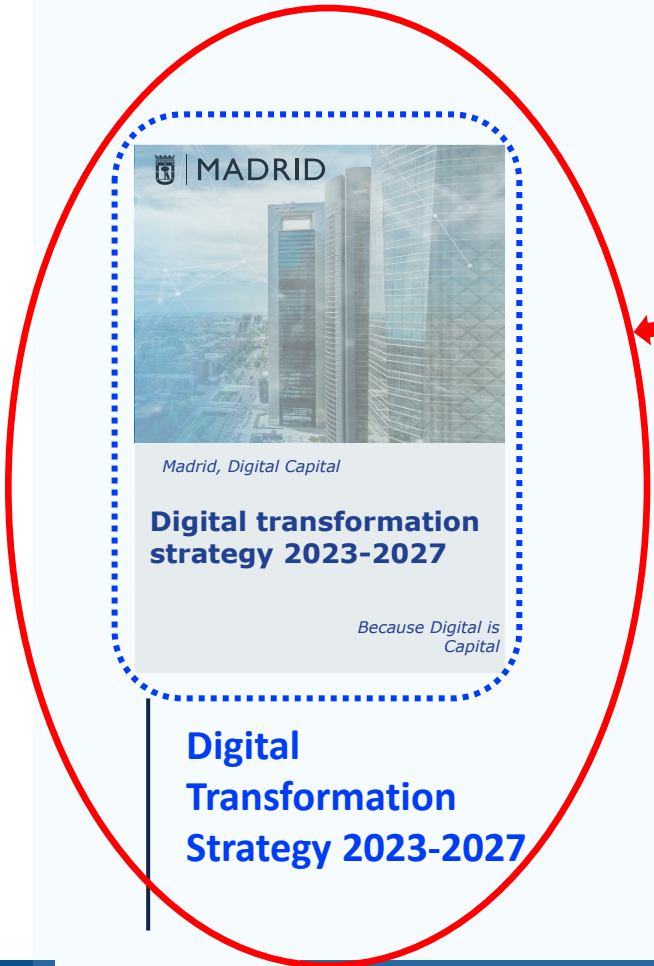 MADRID
Madrid, Digital Capital
Digital transformation
strategy 2023-2027
Because Digital is
Capital
Digital
Transformation
Strategy 2023-2027